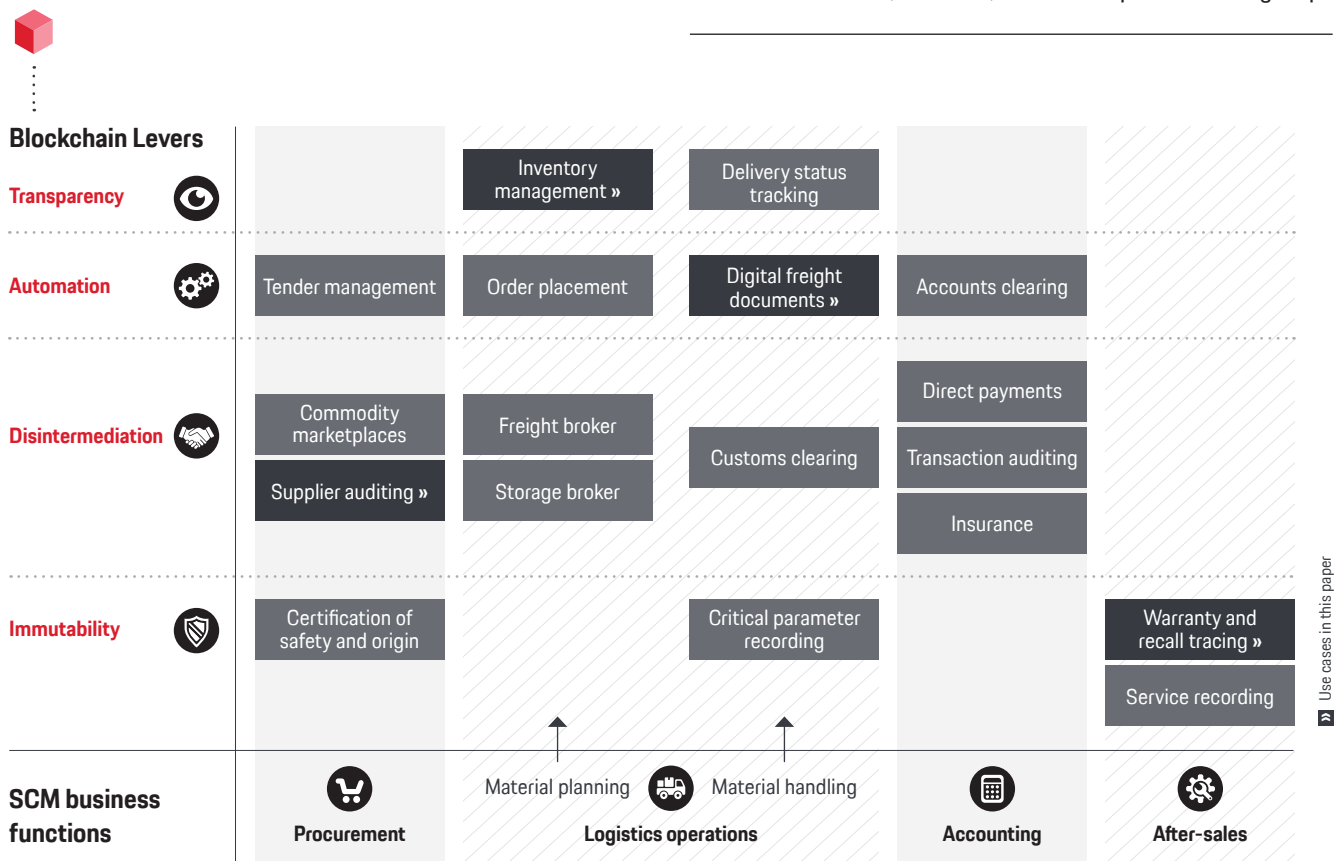 Blockchain Levers
Transparency
Inventory
management »
Delivery status
tracking
Automation
Tender management
Order placement
Digital freight
documents »
Accounts clearing
Disintermediation
Commodity
marketplaces
Supplier auditing »
Freight broker
Storage broker
Customs clearing
Direct payments
Transaction auditing
Insurance
Immutability
Certification of
safety and origin
Critical parameter
recording
Warranty and
recall tracing »
Service recording
» Use cases in this paper
SCM business
functions
Procurement
Material planning
Material handling
Logistics operations
Accounting
After-sales